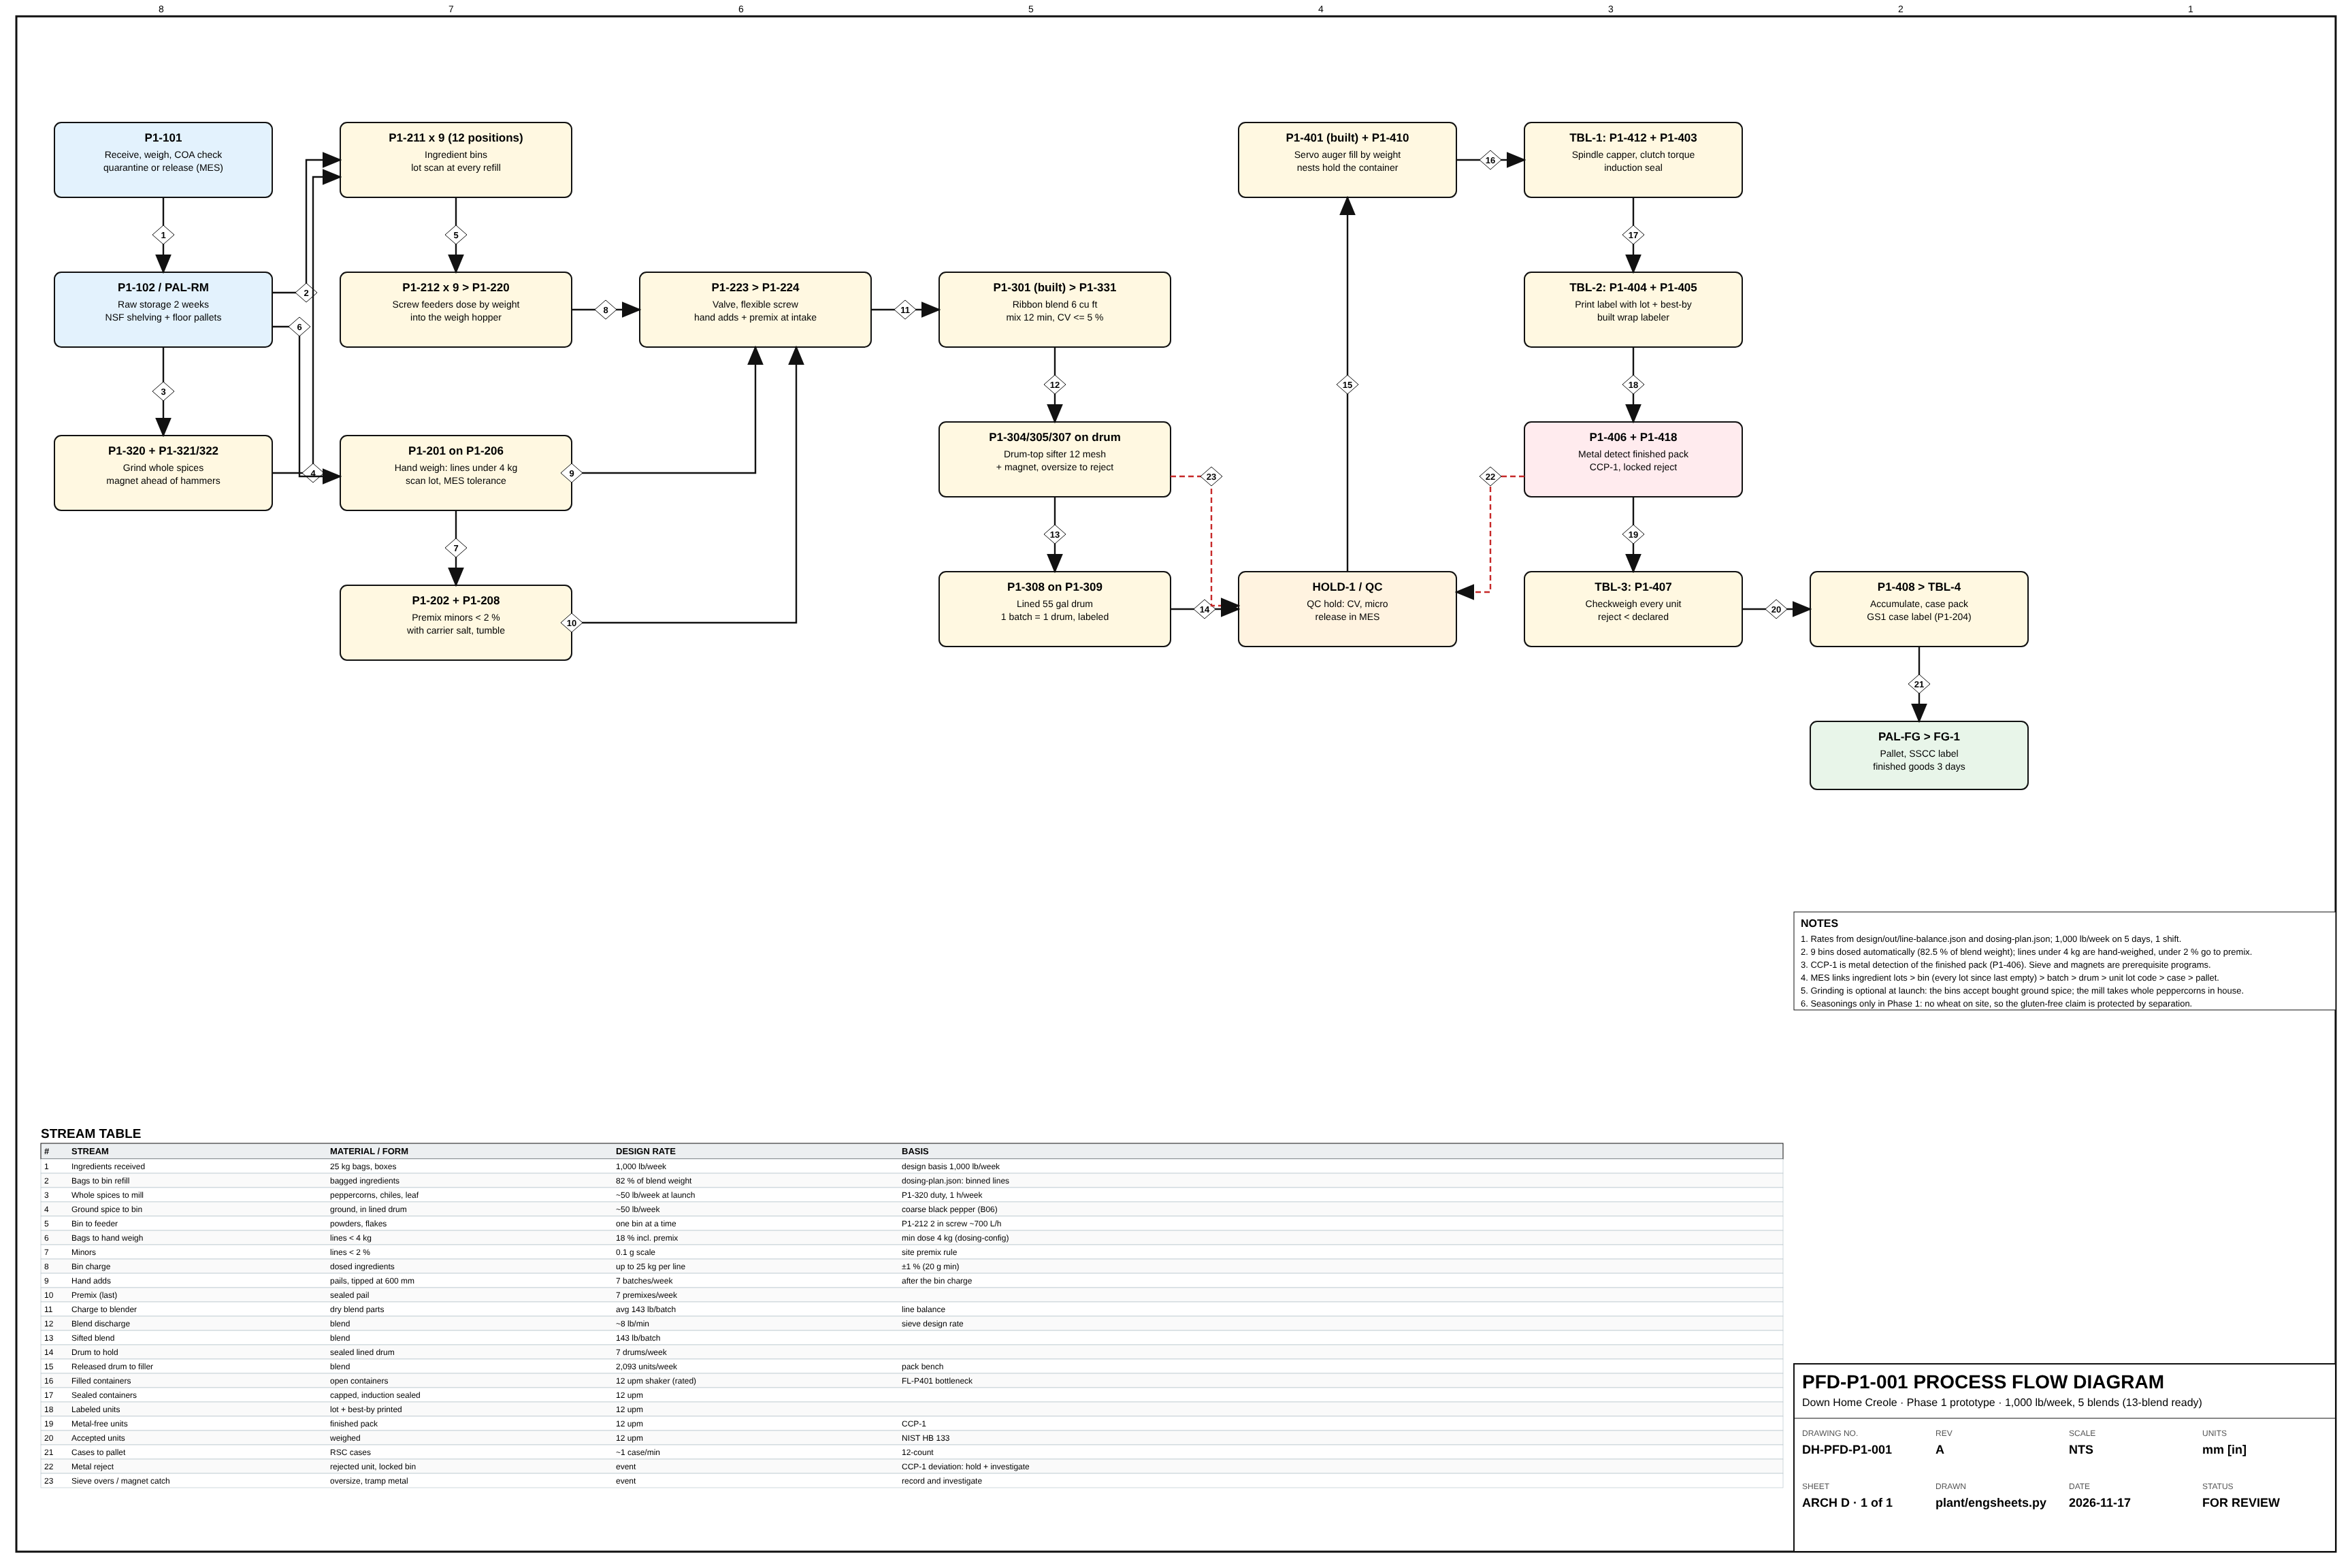 8 7 6 5 4 3 2 1
P1-101
Receive, weigh, COA check
quarantine or release (MES)
P1-211 x 9 (12 positions)
Ingredient bins
lot scan at every refill
P1-401 (built) + P1-410
Servo auger fill by weight
nests hold the container
16
TBL-1: P1-412 + P1-403
Spindle capper, clutch torque
induction seal
1
5
17
P1-102 / PAL-RM
Raw storage 2 weeks
NSF shelving + floor pallets
2
6
P1-212 x 9 > P1-220
Screw feeders dose by weight
into the weigh hopper
8
P1-223 > P1-224
Valve, flexible screw
hand adds + premix at intake
11
P1-301 (built) > P1-331
Ribbon blend 6 cu ft
mix 12 min, CV <= 5 %
TBL-2: P1-404 + P1-405
Print label with lot + best-by
built wrap labeler
3
12
15
18
P1-320 + P1-321/322
Grind whole spices
magnet ahead of hammers
4
P1-201 on P1-206
Hand weigh: lines under 4 kg
scan lot, MES tolerance
9
P1-304/305/307 on drum
Drum-top sifter 12 mesh
+ magnet, oversize to reject
23
22
P1-406 + P1-418
Metal detect finished pack
CCP-1, locked reject
7
13
19
P1-202 + P1-208
Premix minors < 2 %
with carrier salt, tumble
10
P1-308 on P1-309
Lined 55 gal drum
1 batch = 1 drum, labeled
14
HOLD-1 / QC
QC hold: CV, micro
release in MES
TBL-3: P1-407
Checkweigh every unit
reject < declared
20
P1-408 > TBL-4
Accumulate, case pack
GS1 case label (P1-204)
21
PAL-FG > FG-1
Pallet, SSCC label
finished goods 3 days
NOTES
1. Rates from design/out/line-balance.json and dosing-plan.json; 1,000 lb/week on 5 days, 1 shift.
2. 9 bins dosed automatically (82.5 % of blend weight); lines under 4 kg are hand-weighed, under 2 % go to premix.
3. CCP-1 is metal detection of the finished pack (P1-406). Sieve and magnets are prerequisite programs.
4. MES links ingredient lots > bin (every lot since last empty) > batch > drum > unit lot code > case > pallet.
5. Grinding is optional at launch: the bins accept bought ground spice; the mill takes whole peppercorns in house.
6. Seasonings only in Phase 1: no wheat on site, so the gluten-free claim is protected by separation.
STREAM TABLE
# STREAM MATERIAL / FORM DESIGN RATE BASIS
1 Ingredients received 25 kg bags, boxes 1,000 lb/week design basis 1,000 lb/week
2 Bags to bin refill bagged ingredients 82 % of blend weight dosing-plan.json: binned lines
3 Whole spices to mill peppercorns, chiles, leaf ~50 lb/week at launch P1-320 duty, 1 h/week
4 Ground spice to bin ground, in lined drum ~50 lb/week coarse black pepper (B06)
5 Bin to feeder powders, flakes one bin at a time P1-212 2 in screw ~700 L/h
6 Bags to hand weigh lines < 4 kg 18 % incl. premix min dose 4 kg (dosing-config)
7 Minors lines < 2 % 0.1 g scale site premix rule
8 Bin charge dosed ingredients up to 25 kg per line ±1 % (20 g min)
9 Hand adds pails, tipped at 600 mm 7 batches/week after the bin charge
10 Premix (last) sealed pail 7 premixes/week
11 Charge to blender dry blend parts avg 143 lb/batch line balance
12 Blend discharge blend ~8 lb/min sieve design rate
13 Sifted blend blend 143 lb/batch
14 Drum to hold sealed lined drum 7 drums/week
15 Released drum to filler blend 2,093 units/week pack bench
16 Filled containers open containers 12 upm shaker (rated) FL-P401 bottleneck
17 Sealed containers capped, induction sealed 12 upm
18 Labeled units lot + best-by printed 12 upm
19 Metal-free units finished pack 12 upm CCP-1
20 Accepted units weighed 12 upm NIST HB 133
21 Cases to pallet RSC cases ~1 case/min 12-count
22 Metal reject rejected unit, locked bin event CCP-1 deviation: hold + investigate
23 Sieve overs / magnet catch oversize, tramp metal event record and investigate
PFD-P1-001 PROCESS FLOW DIAGRAM
Down Home Creole · Phase 1 prototype · 1,000 lb/week, 5 blends (13-blend ready)
DRAWING NO. REV SCALE UNITS
DH-PFD-P1-001 A NTS mm [in]
SHEET DRAWN DATE STATUS
ARCH D · 1 of 1 plant/engsheets.py 2026-11-17 FOR REVIEW